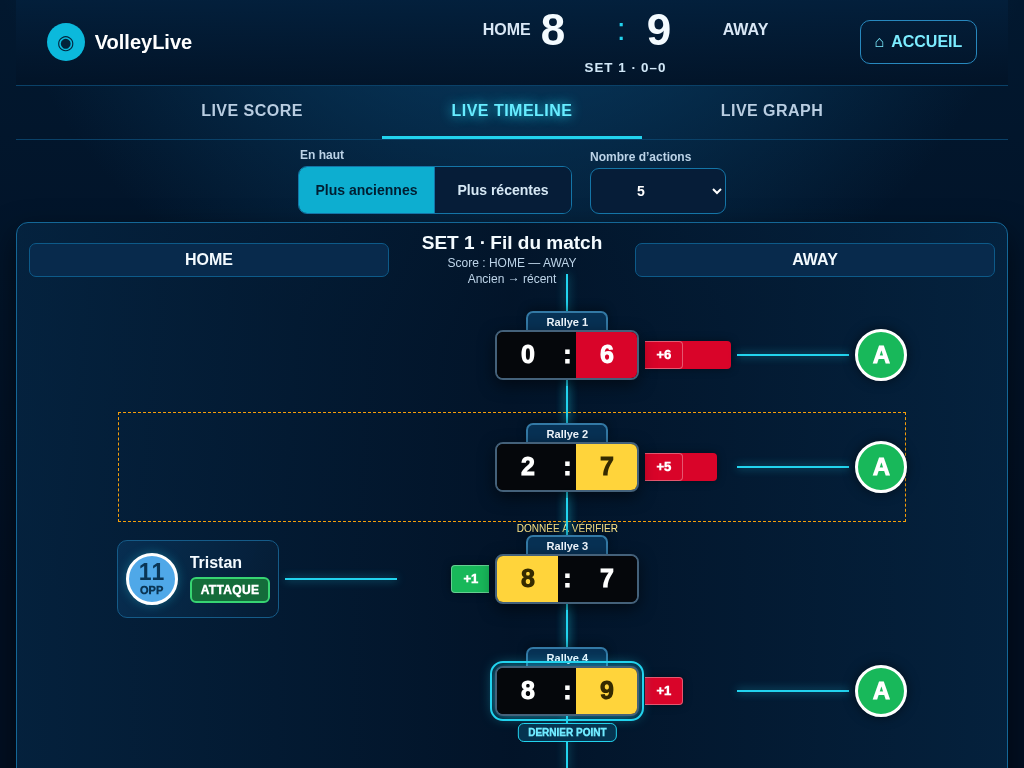 VolleyLive
HOME 8 : 9 AWAY
SET 1 · 0–0
⌂ ACCUEIL
LIVE SCORE
LIVE TIMELINE
LIVE GRAPH
En haut
Plus anciennes
Plus récentes
Nombre d’actions
5
HOME
SET 1 · Fil du match
Score : HOME — AWAY
Ancien → récent
AWAY
Rallye 1
0 : 6
+6
A
Rallye 2
2 : 7
+5
A
DONNÉE À VÉRIFIER
Rallye 3
11
OPP
Tristan
ATTAQUE
+1
8 : 7
Rallye 4
8 : 9
+1
A
DERNIER POINT